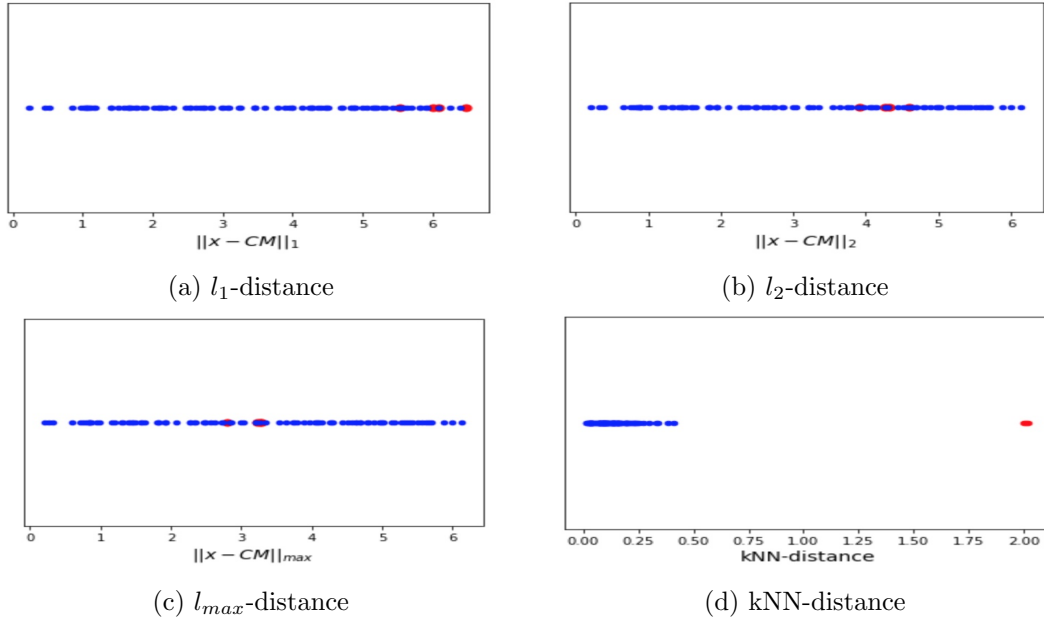 0 1 2 3 4 5 6
||x − CM||₁
(a) l₁-distance
0 1 2 3 4 5 6
||x − CM||₂
(b) l₂-distance
0 1 2 3 4 5 6
||x − CM||ₘₐₓ
(c) lₘₐₓ-distance
0.00 0.25 0.50 0.75 1.00 1.25 1.50 1.75 2.00
kNN-distance
(d) kNN-distance